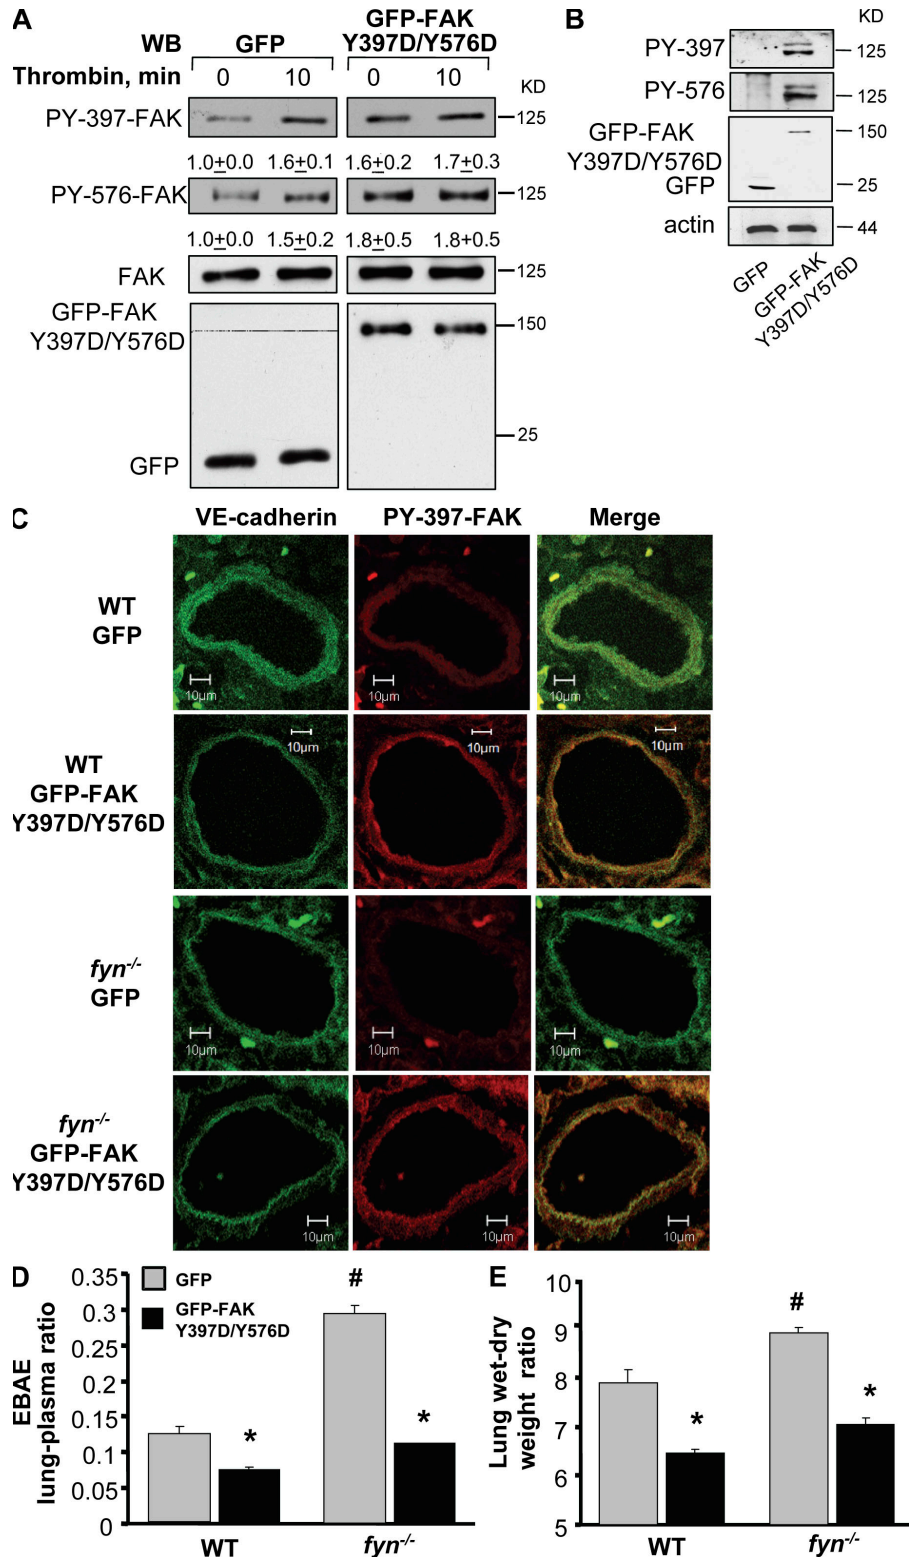 A
WB
GFP
GFP-FAK
Y397D/Y576D
Thrombin, min
0
10
0
10
KD
PY-397-FAK
125
1.0±0.0
1.6±0.1
1.6±0.2
1.7±0.3
PY-576-FAK
125
1.0±0.0
1.5±0.2
1.8±0.5
1.8+0.5
FAK
125
GFP-FAK
Y397D/Y576D
150
25
GFP
B
KD
PY-397
125
PY-576
125
GFP-FAK
Y397D/Y576D
150
GFP
25
actin
44
GFP
GFP-FAK
Y397D/Y576D
C
VE-cadherin
PY-397-FAK
Merge
WT
GFP
10µm
10µm
10µm
WT
GFP-FAK
Y397D/Y576D
10µm
10µm
10µm
fyn-/-
GFP
10µm
10µm
10µm
fyn-/-
GFP-FAK
Y397D/Y576D
10µm
10µm
10µm
D
GFP
GFP-FAK
Y397D/Y576D
EBAE
lung-plasma ratio
0.35
0.3
0.25
0.2
0.15
0.1
0.05
0
*
#
*
WT
fyn-/-
E
Lung wet-dry
weight ratio
10
9
8
7
6
5
*
#
*
WT
fyn-/-